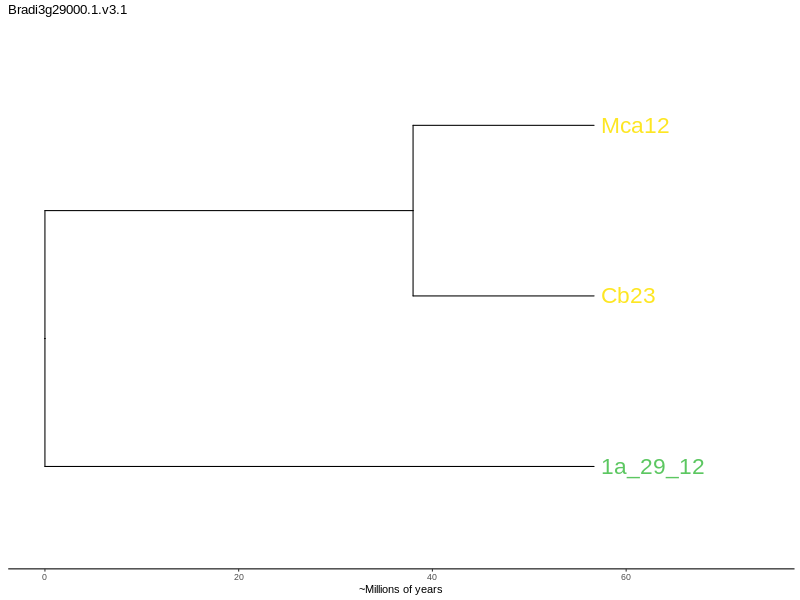 Bradi3g29000.1.v3.1
Mca12
Cb23
1a_29_12
0 20 40 60
~Millions of years